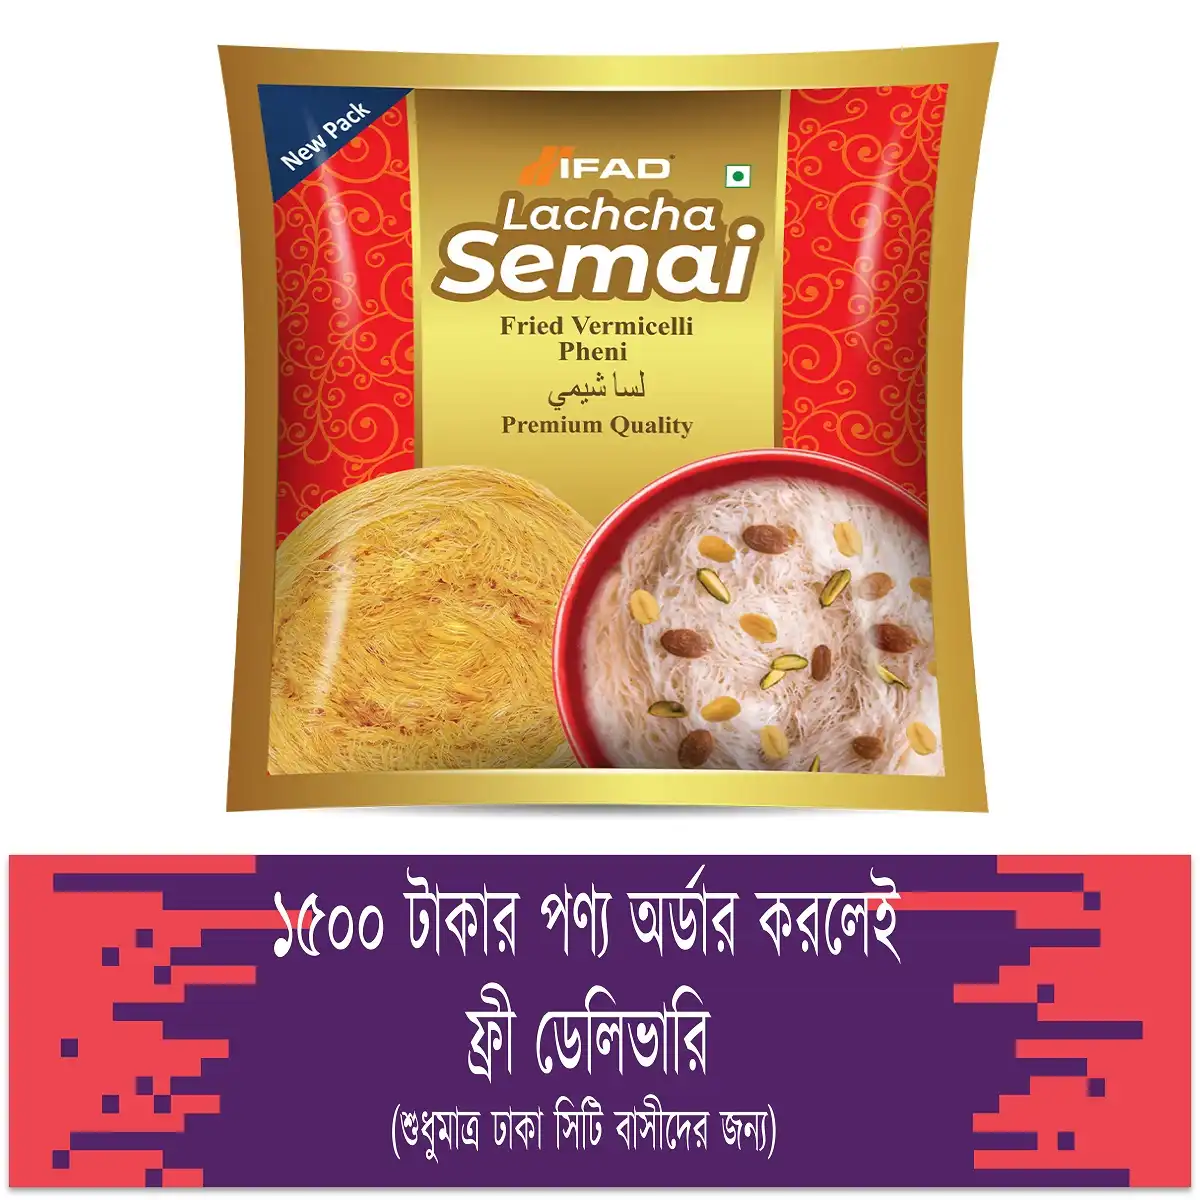 New Pack
IFAD
Lachcha
Semai
Fried Vermicelli
Pheni
لسا شيمي
Premium Quality
১৫০০ টাকার পণ্য অর্ডার করলেই
ফ্রী ডেলিভারি
(শুধুমাত্র ঢাকা সিটি বাসীদের জন্য)